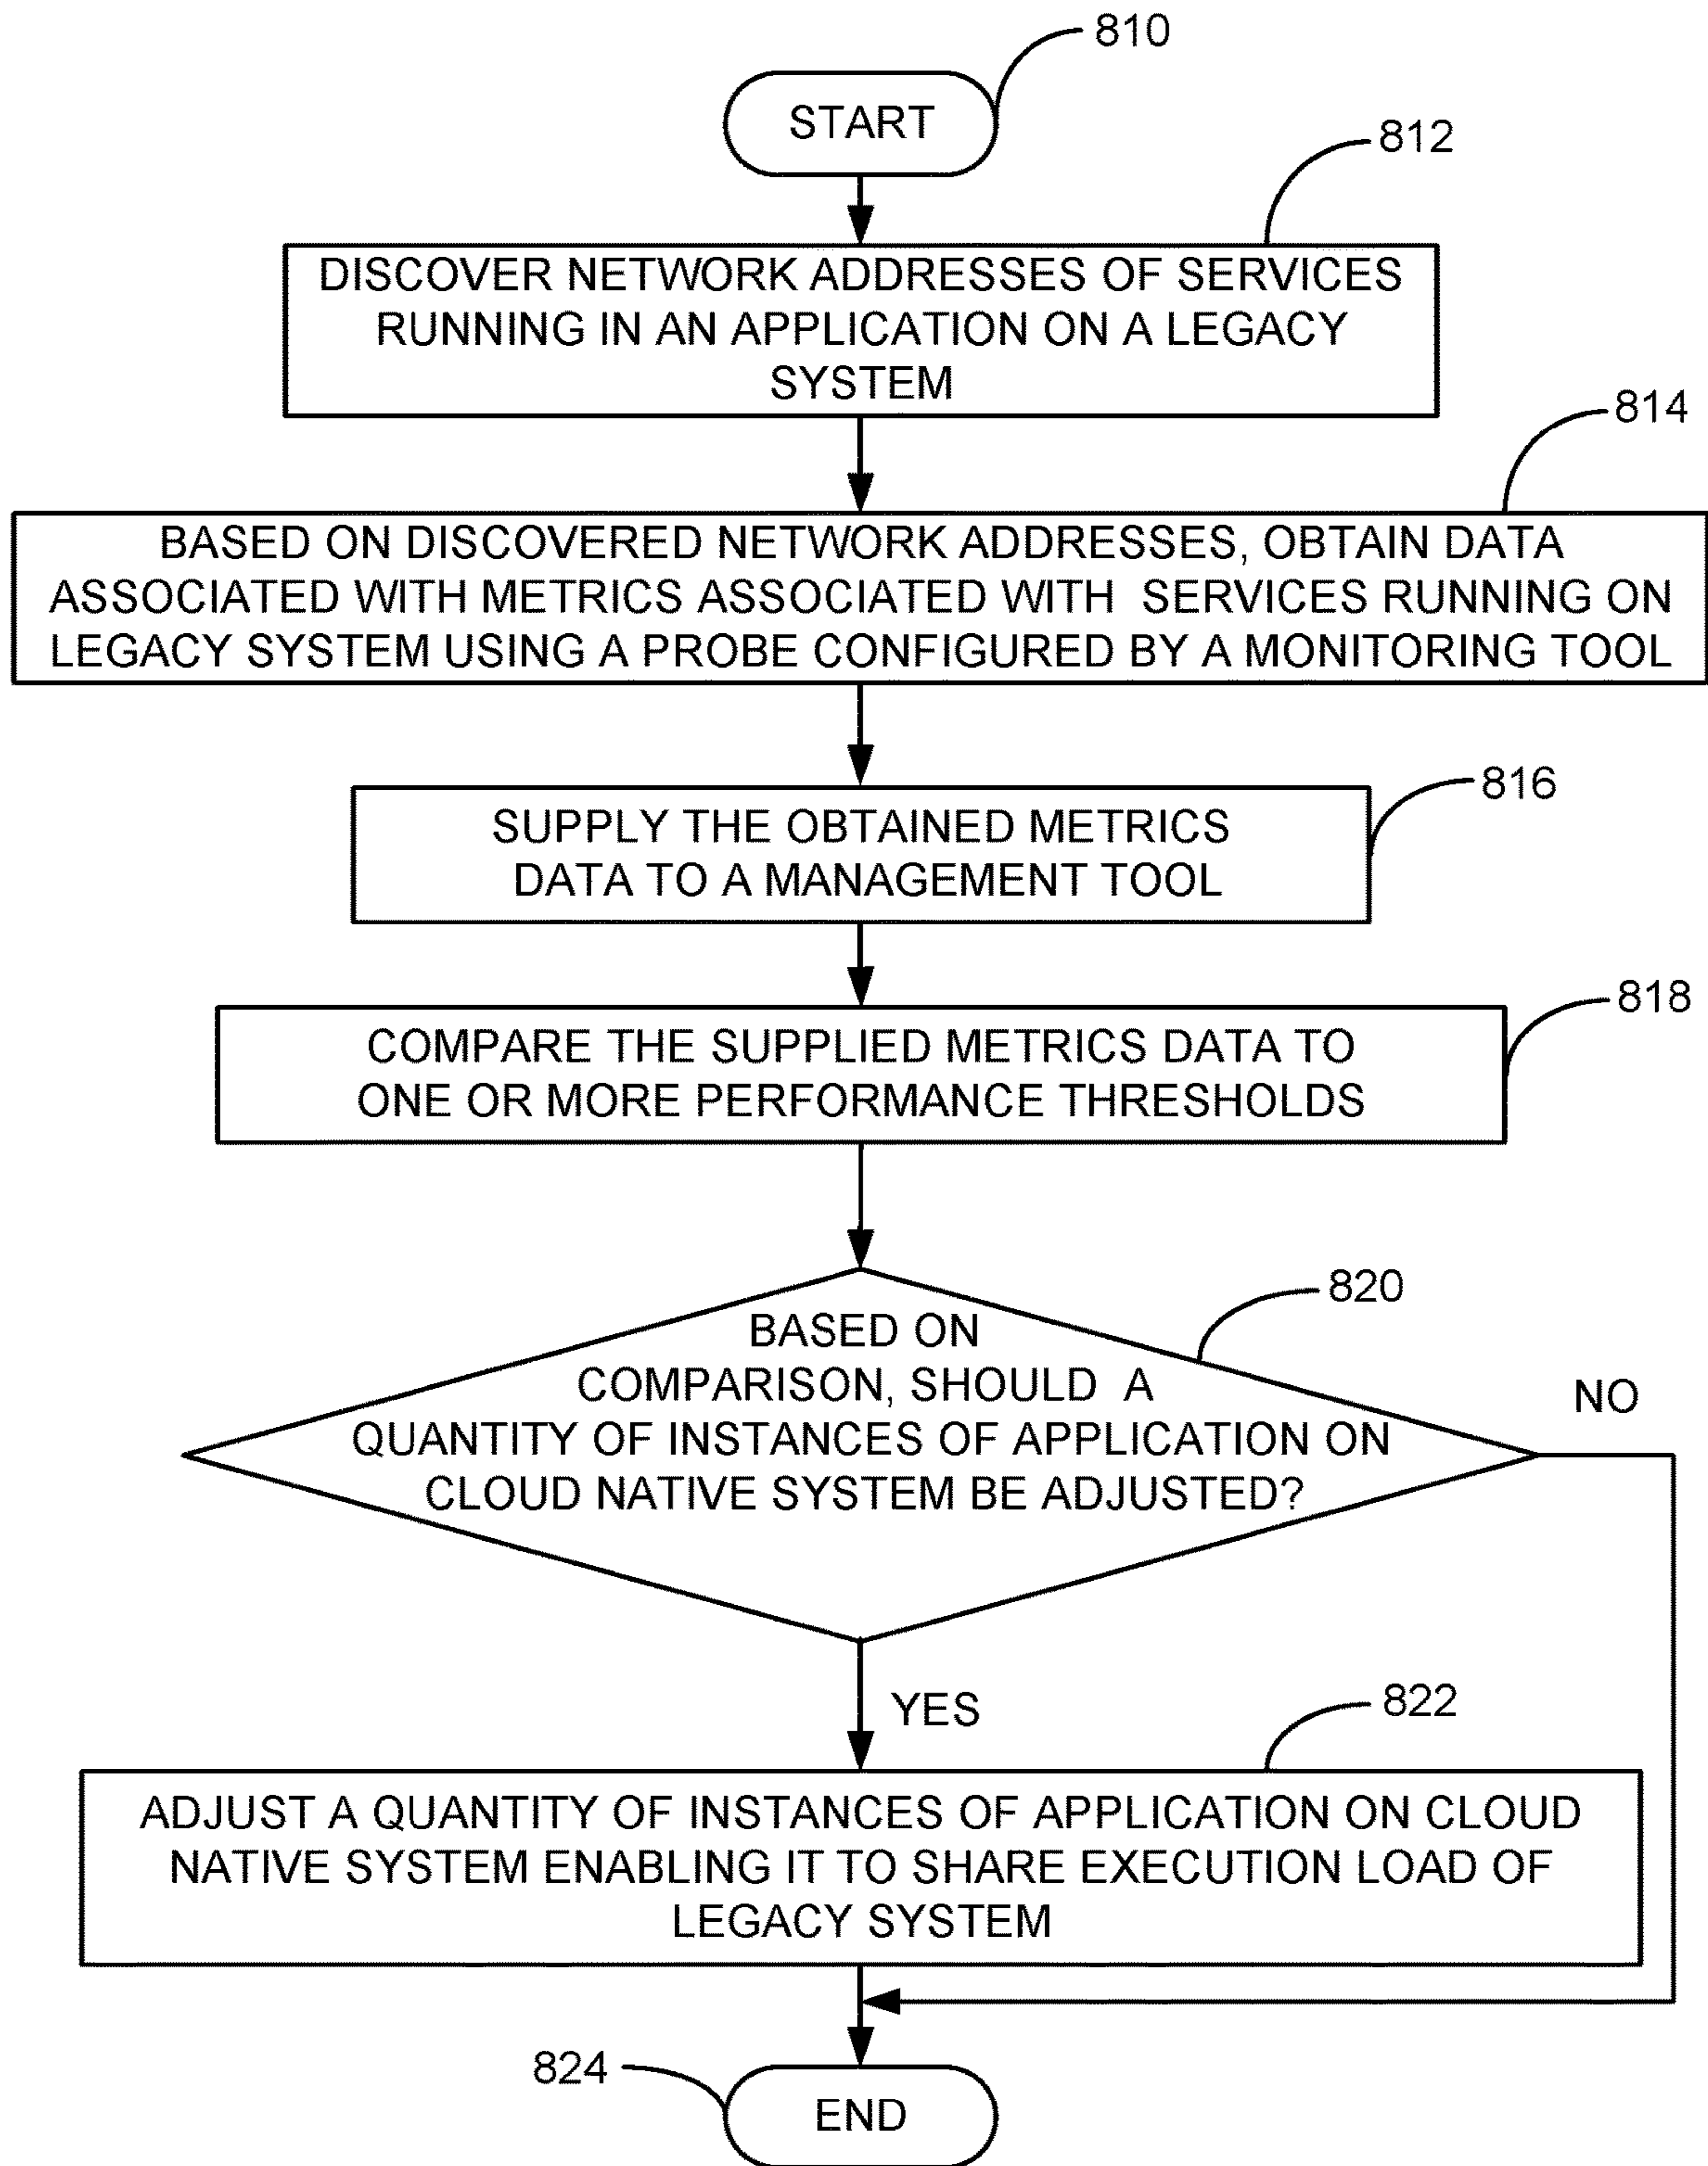 810
START
812
DISCOVER NETWORK ADDRESSES OF SERVICES
RUNNING IN AN APPLICATION ON A LEGACY
SYSTEM
814
BASED ON DISCOVERED NETWORK ADDRESSES, OBTAIN DATA
ASSOCIATED WITH METRICS ASSOCIATED WITH SERVICES RUNNING ON
LEGACY SYSTEM USING A PROBE CONFIGURED BY A MONITORING TOOL
816
SUPPLY THE OBTAINED METRICS
DATA TO A MANAGEMENT TOOL
818
COMPARE THE SUPPLIED METRICS DATA TO
ONE OR MORE PERFORMANCE THRESHOLDS
820
BASED ON
COMPARISON, SHOULD A
QUANTITY OF INSTANCES OF APPLICATION ON
CLOUD NATIVE SYSTEM BE ADJUSTED?
NO
YES
822
ADJUST A QUANTITY OF INSTANCES OF APPLICATION ON CLOUD
NATIVE SYSTEM ENABLING IT TO SHARE EXECUTION LOAD OF
LEGACY SYSTEM
824
END